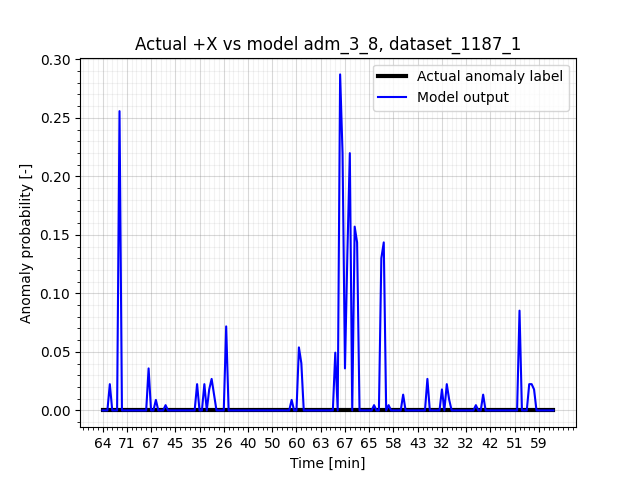 Actual +X vs model adm_3_8, dataset_1187_1
Actual anomaly label
Model output
Anomaly probability [-]
0.30
0.25
0.20
0.15
0.10
0.05
0.00
64 71 67 45 35 26 40 50 60 63 67 65 58 43 32 32 42 51 59
Time [min]